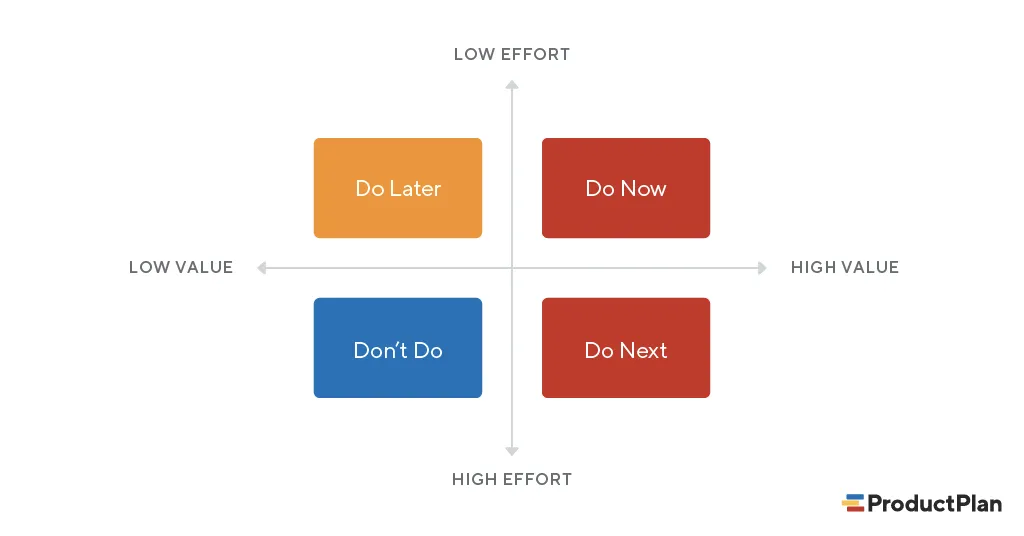 LOW EFFORT
Do Later
Do Now
LOW VALUE
HIGH VALUE
Don’t Do
Do Next
HIGH EFFORT
ProductPlan